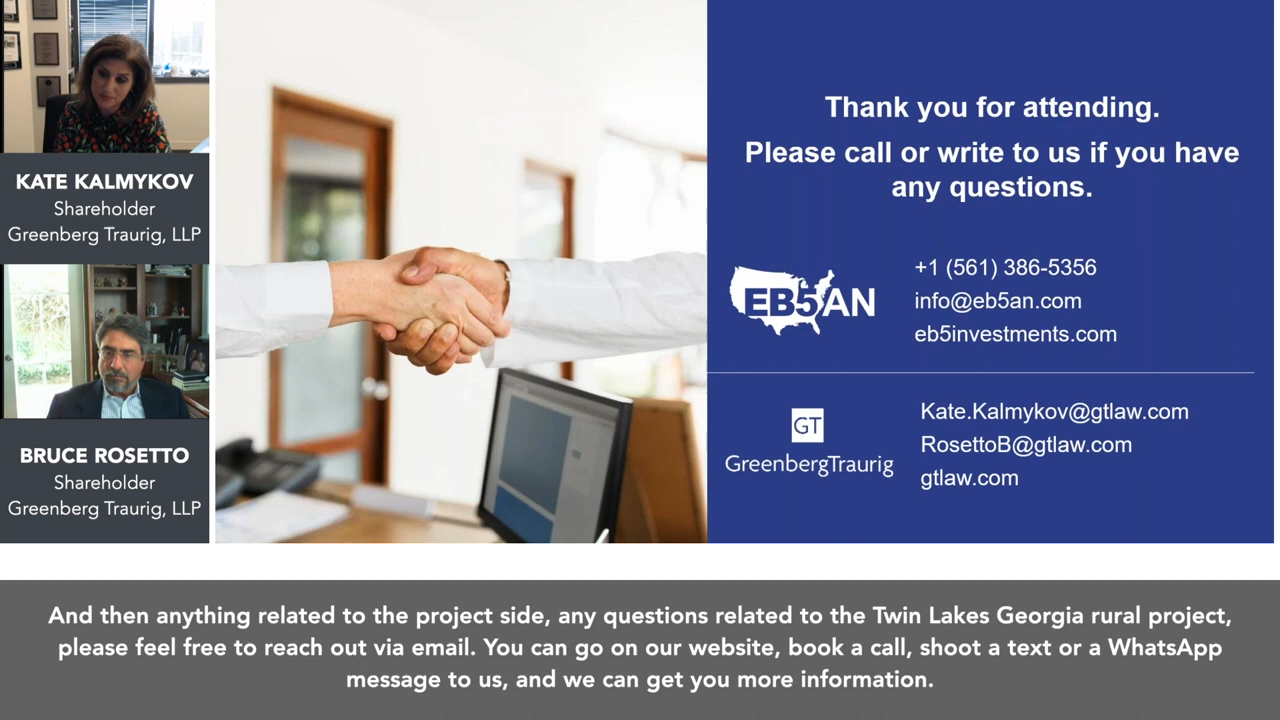 KATE KALMYKOV
Shareholder
Greenberg Traurig, LLP
BRUCE ROSETTO
Shareholder
Greenberg Traurig, LLP
Thank you for attending.
Please call or write to us if you have
any questions.
EB5AN
+1 (561) 386-5356
info@eb5an.com
eb5investments.com
GT
GreenbergTraurig
Kate.Kalmykov@gtlaw.com
RosettoB@gtlaw.com
gtlaw.com
And then anything related to the project side, any questions related to the Twin Lakes Georgia rural project,
please feel free to reach out via email. You can go on our website, book a call, shoot a text or a WhatsApp
message to us, and we can get you more information.